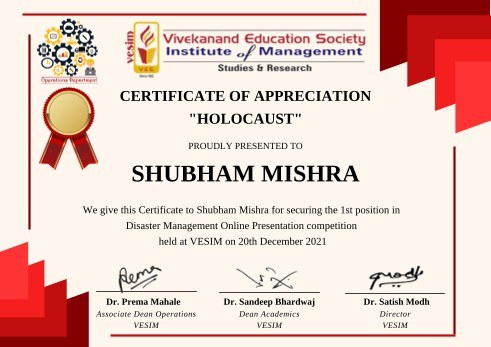 Vivekanand Education Society
Institute of Management
Studies & Research
vesim
V.E.S.
Operations Department
CERTIFICATE OF APPRECIATION
"HOLOCAUST"
PROUDLY PRESENTED TO
SHUBHAM MISHRA
We give this Certificate to Shubham Mishra for securing the 1st position in
Disaster Management Online Presentation competition
held at VESIM on 20th December 2021
Dr. Prema Mahale
Associate Dean Operations
VESIM
Dr. Sandeep Bhardwaj
Dean Academics
VESIM
Dr. Satish Modh
Director
VESIM